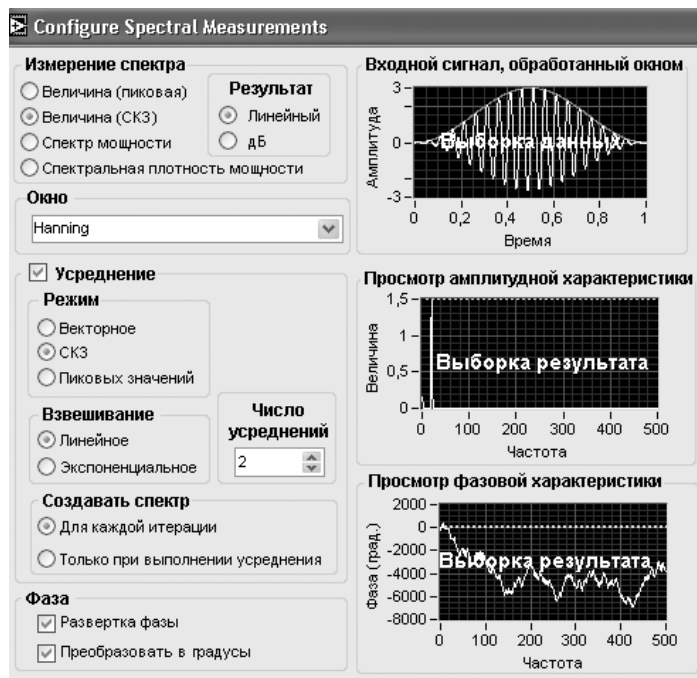 Configure Spectral Measurements
Измерение спектра
Величина (пиковая)
Величина (СКЗ)
Спектр мощности
Спектральная плотность мощности
Результат
Линейный
дБ
Окно
Hanning
Усреднение
Режим
Векторное
СКЗ
Пиковых значений
Взвешивание
Линейное
Экспоненциальное
Число
усреднений
2
Создавать спектр
Для каждой итерации
Только при выполнении усреднения
Фаза
Развертка фазы
Преобразовать в градусы
Входной сигнал, обработанный окном
Амплитуда
3
0
-3
Выборка данных
0 0,2 0,4 0,6 0,8 1
Время
Просмотр амплитудной характеристики
Величина
1,5
1
0,5
0
Выборка результата
0 100 200 300 400 500
Частота
Просмотр фазовой характеристики
Фаза (град.)
2000
0
-2000
-4000
-6000
-8000
Выборка результата
0 100 200 300 400 500
Частота